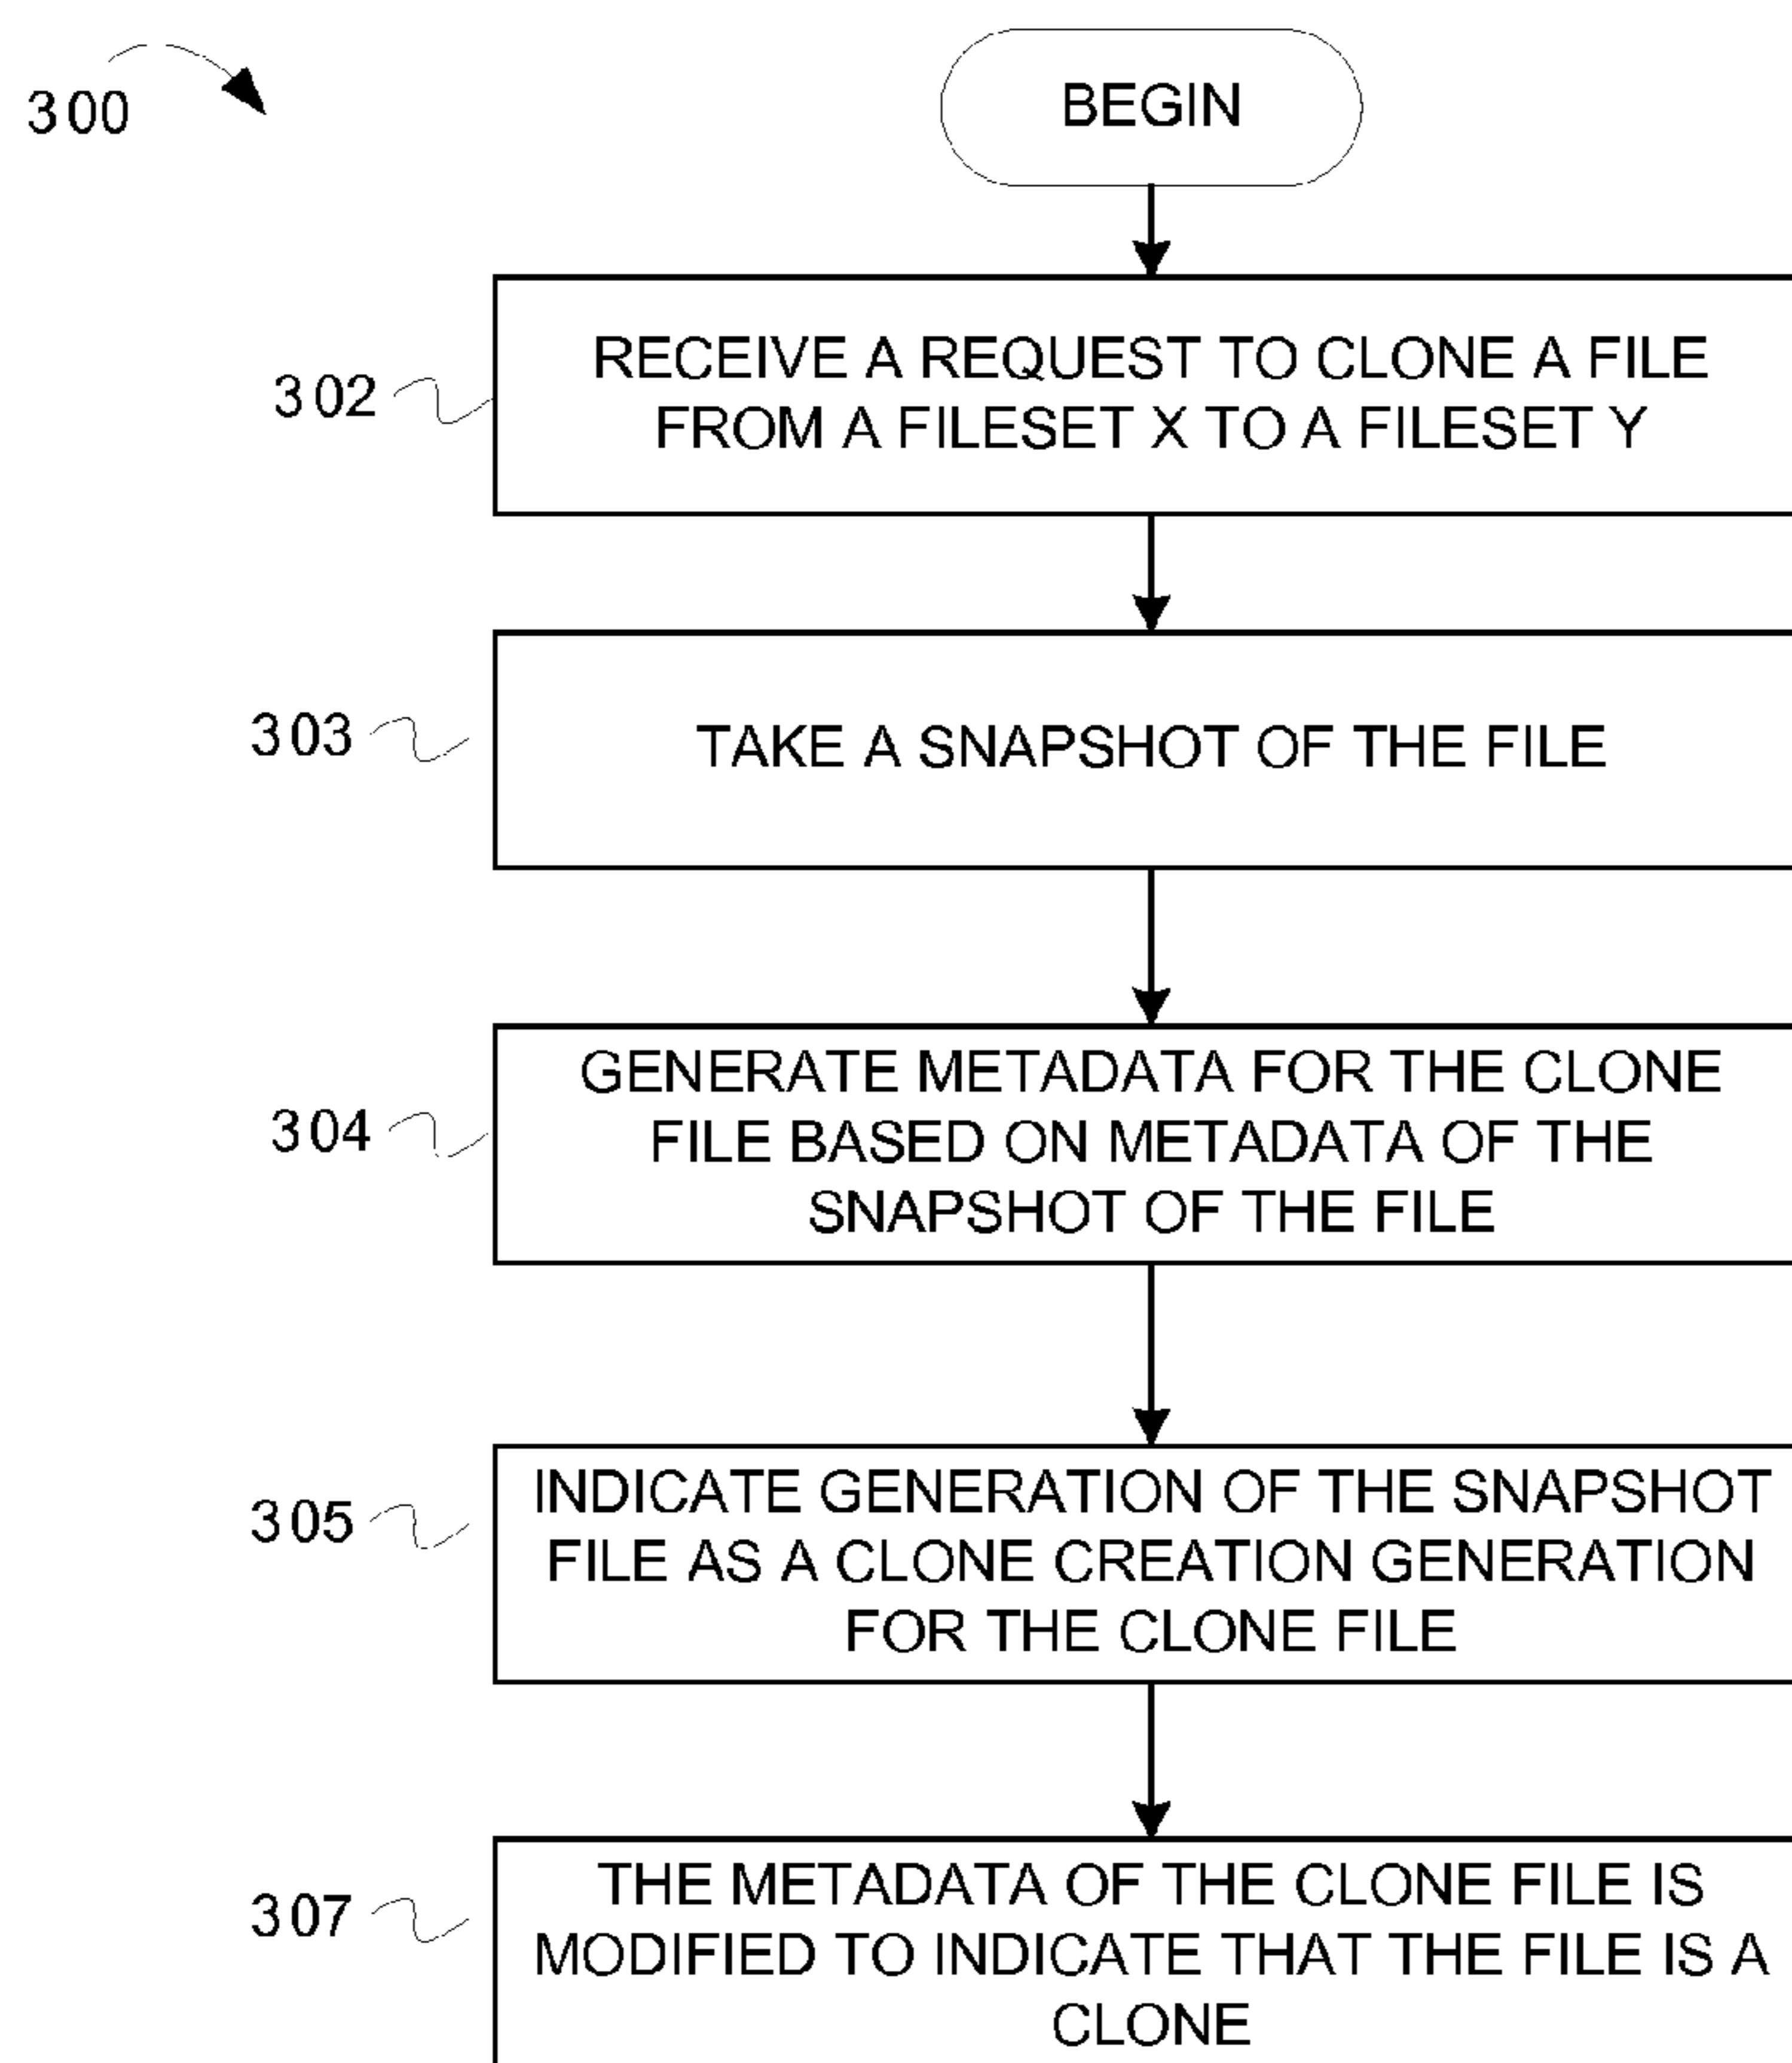 300
BEGIN
302
RECEIVE A REQUEST TO CLONE A FILE
FROM A FILESET X TO A FILESET Y
303
TAKE A SNAPSHOT OF THE FILE
304
GENERATE METADATA FOR THE CLONE
FILE BASED ON METADATA OF THE
SNAPSHOT OF THE FILE
305
INDICATE GENERATION OF THE SNAPSHOT
FILE AS A CLONE CREATION GENERATION
FOR THE CLONE FILE
307
THE METADATA OF THE CLONE FILE IS
MODIFIED TO INDICATE THAT THE FILE IS A
CLONE